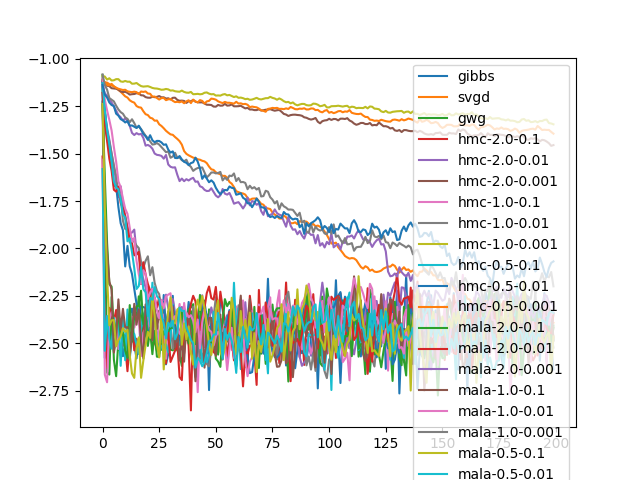 −1.00
−1.25
−1.50
−1.75
−2.00
−2.25
−2.50
−2.75
0
25
50
75
100
125
150
175
200
gibbs
svgd
gwg
hmc-2.0-0.1
hmc-2.0-0.01
hmc-2.0-0.001
hmc-1.0-0.1
hmc-1.0-0.01
hmc-1.0-0.001
hmc-0.5-0.1
hmc-0.5-0.01
hmc-0.5-0.001
mala-2.0-0.1
mala-2.0-0.01
mala-2.0-0.001
mala-1.0-0.1
mala-1.0-0.01
mala-1.0-0.001
mala-0.5-0.1
mala-0.5-0.01